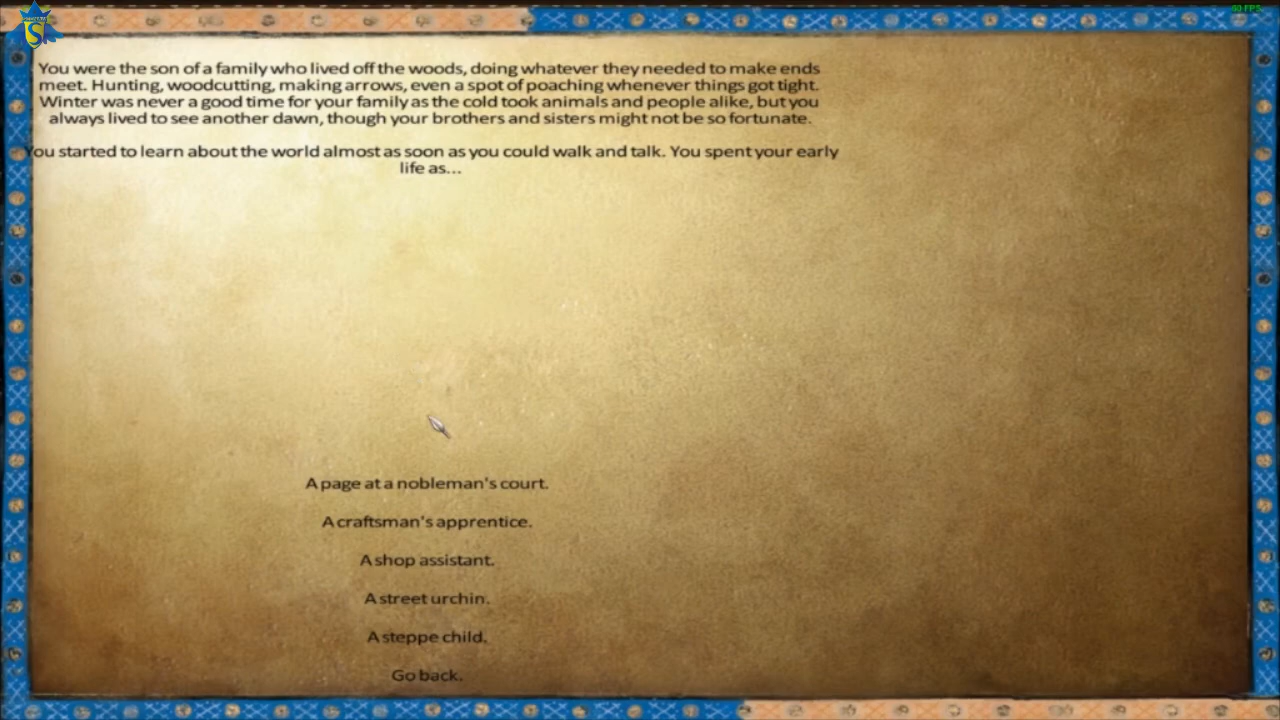 60 FPS
S
You were the son of a family who lived off the woods, doing whatever they needed to make ends
meet. Hunting, woodcutting, making arrows, even a spot of poaching whenever things got tight.
Winter was never a good time for your family as the cold took animals and people alike, but you
always lived to see another dawn, though your brothers and sisters might not be so fortunate.
You started to learn about the world almost as soon as you could walk and talk. You spent your early
life as...
A page at a nobleman's court.
A craftsman's apprentice.
A shop assistant.
A street urchin.
A steppe child.
Go back.